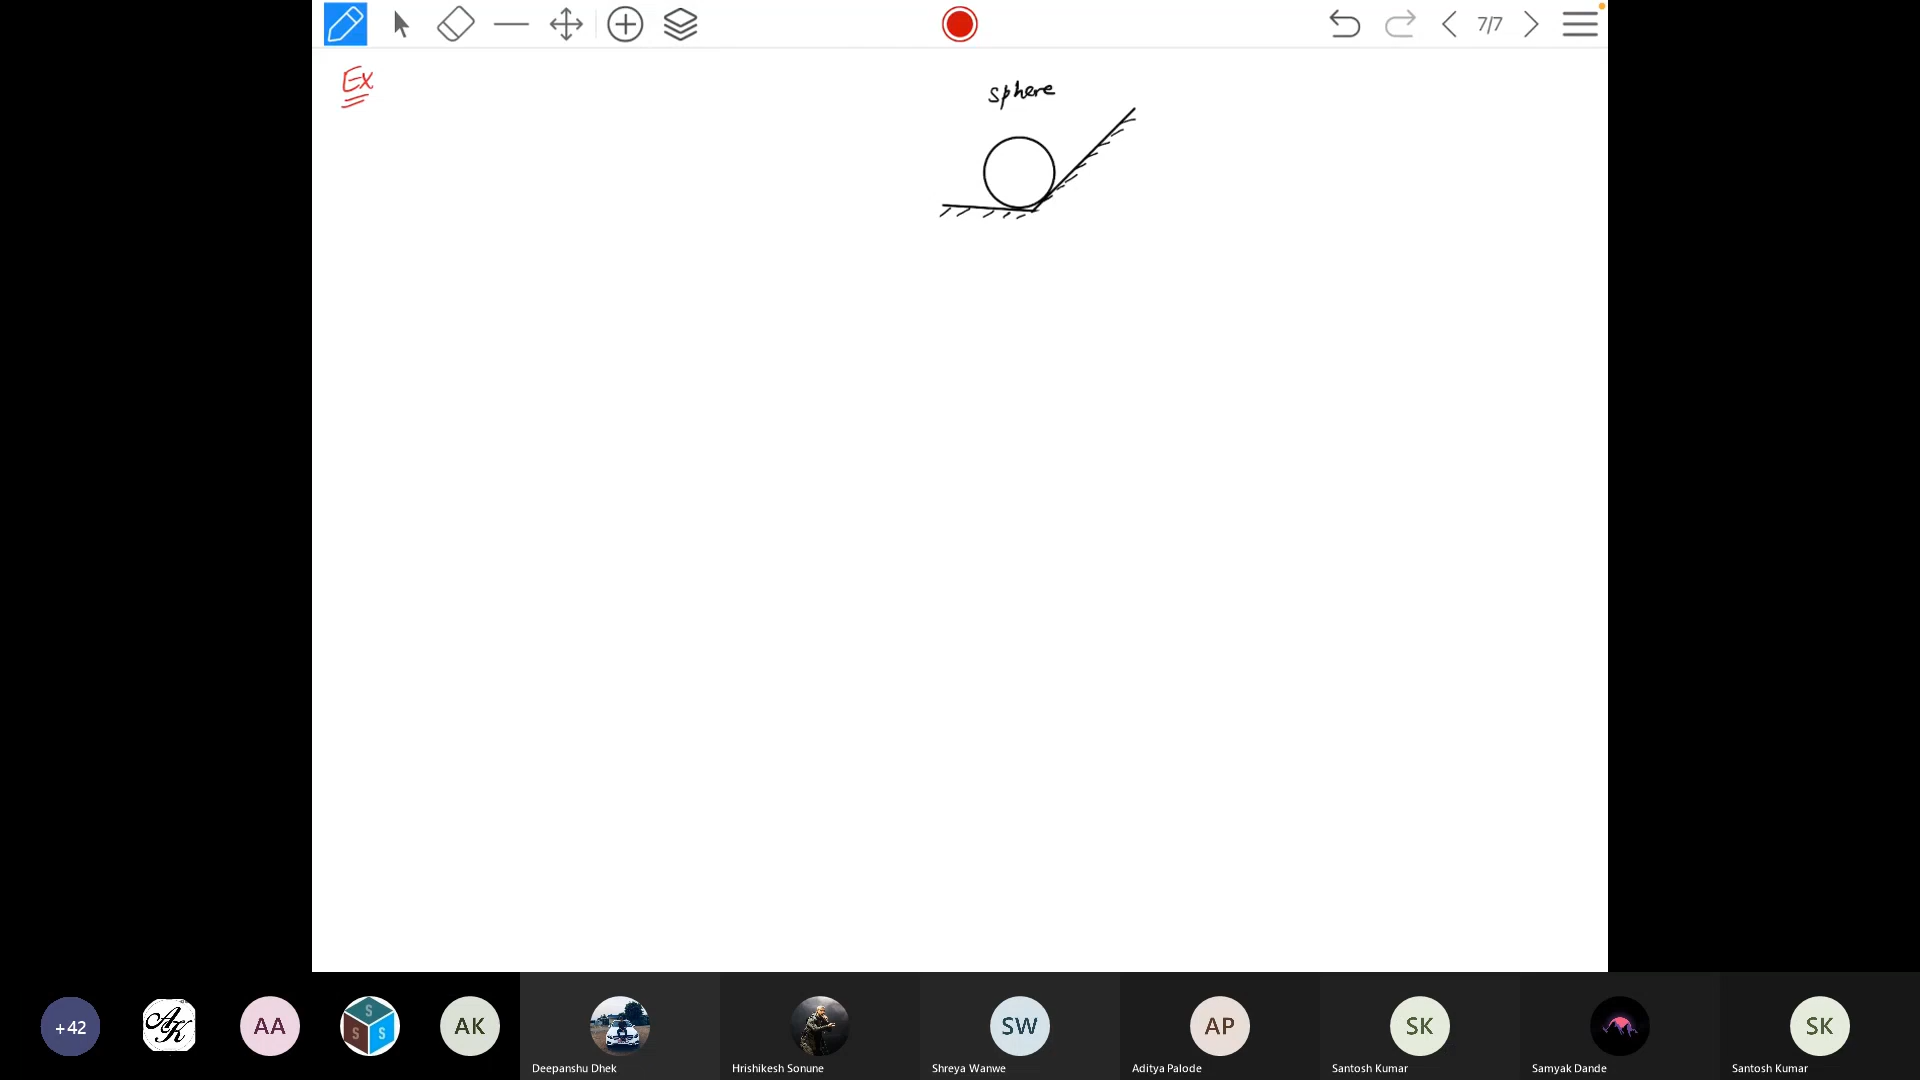 7/7
Ex
sphere
+42
AK
AA
S
S S
AK
SW
AP
SK
SK
Deepanshu Dhek
Hrishikesh Sonune
Shreya Wanwe
Aditya Palode
Santosh Kumar
Samyak Dande
Santosh Kumar